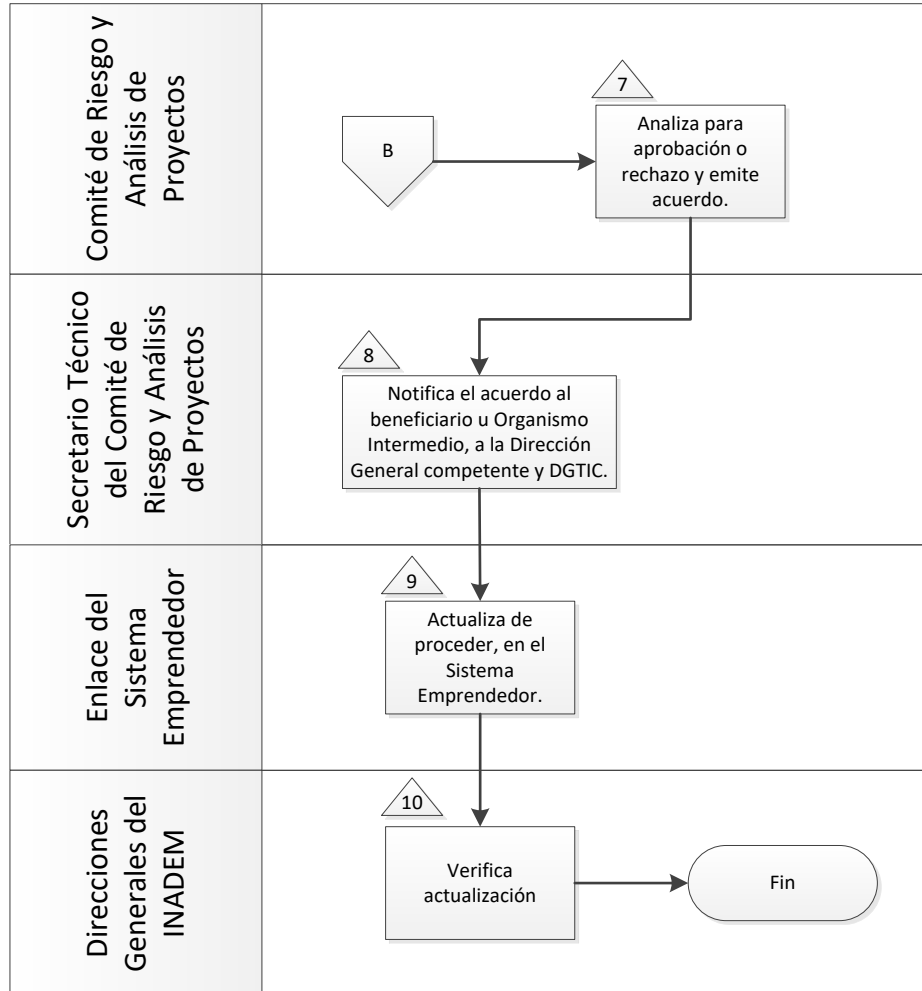 Comité de Riesgo y
Análisis de
Proyectos
B
7
Analiza para
aprobación o
rechazo y emite
acuerdo.
Secretario Técnico
del Comité de
Riesgo y Análisis
de Proyectos
8
Notifica el acuerdo al
beneficiario u Organismo
Intermedio, a la Dirección
General competente y DGTIC.
Enlace del
Sistema
Emprendedor
9
Actualiza de
proceder, en el
Sistema
Emprendedor.
Direcciones
Generales del
INADEM
10
Verifica
actualización
Fin